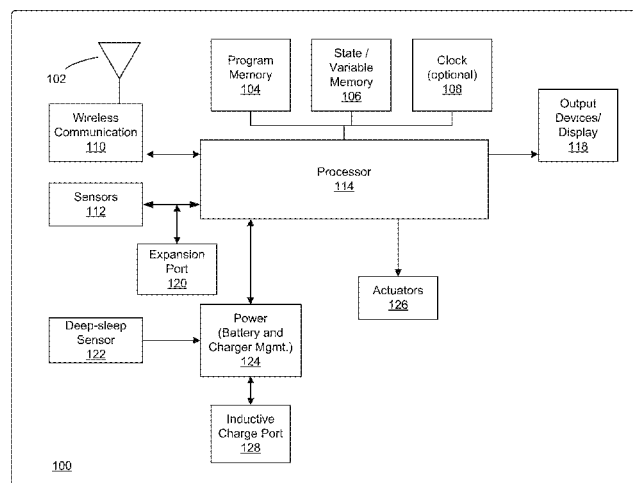 102
Program
Memory
104
State /
Variable
Memory
106
Clock
(optional)
108
Wireless
Communication
110
Output
Devices/
Display
118
Processor
114
Sensors
112
Expansion
Port
120
Actuators
126
Deep-sleep
Sensor
122
Power
(Battery and
Charger Mgmt.)
124
Inductive
Charge Port
128
100